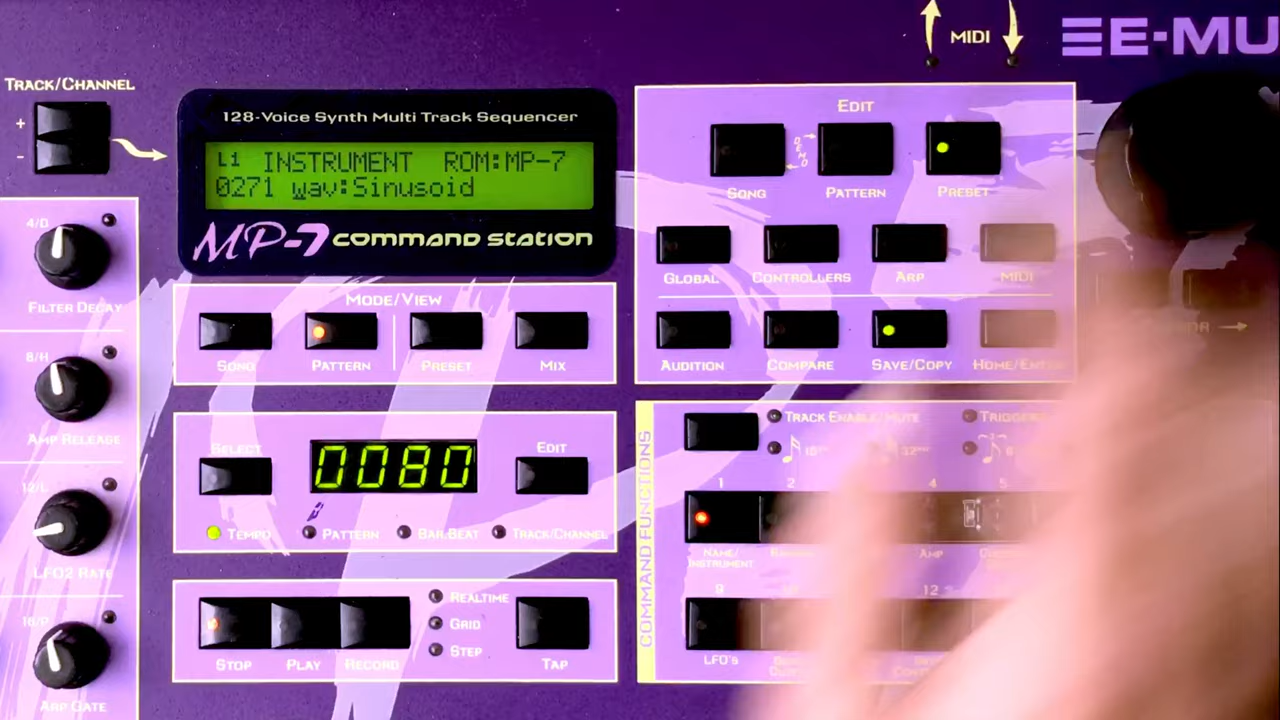 MIDI
E-MU
TRACK/CHANNEL
+
-
128-Voice Synth Multi Track Sequencer
L1 INSTRUMENT ROM:MP-7
0271 wav:Sinusoid
MP-7 COMMAND STATION
EDIT
DEMO
SONG
PATTERN
PRESET
GLOBAL
CONTROLLERS
ARP
MIDI
AUDITION
COMPARE
SAVE/COPY
HOME/ENTER
4/D
FILTER DECAY
8/H
AMP RELEASE
12/L
LFO2 RATE
16/P
ARP GATE
MODE/VIEW
SONG
PATTERN
PRESET
MIX
SELECT
0080
EDIT
TEMPO
PATTERN
BAR.BEAT
TRACK/CHANNEL
STOP
PLAY
RECORD
REALTIME
GRID
STEP
TAP
COMMAND FUNCTIONS
TRACK ENABLE/MUTE
1
2
4
5
NAME/
INSTRUMENT
AMP
9
12
LFO's